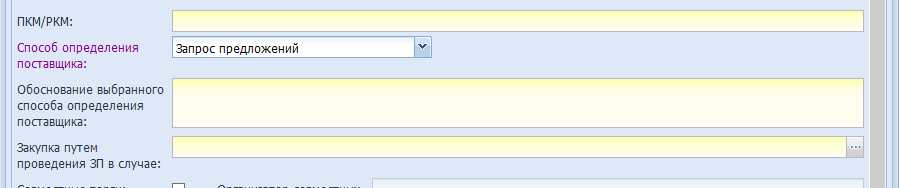 ПКМ/РКМ:
Способ определения
поставщика:
Запрос предложений
Обоснование выбранного
способа определения
поставщика:
Закупка путем
проведения ЗП в случае:
...